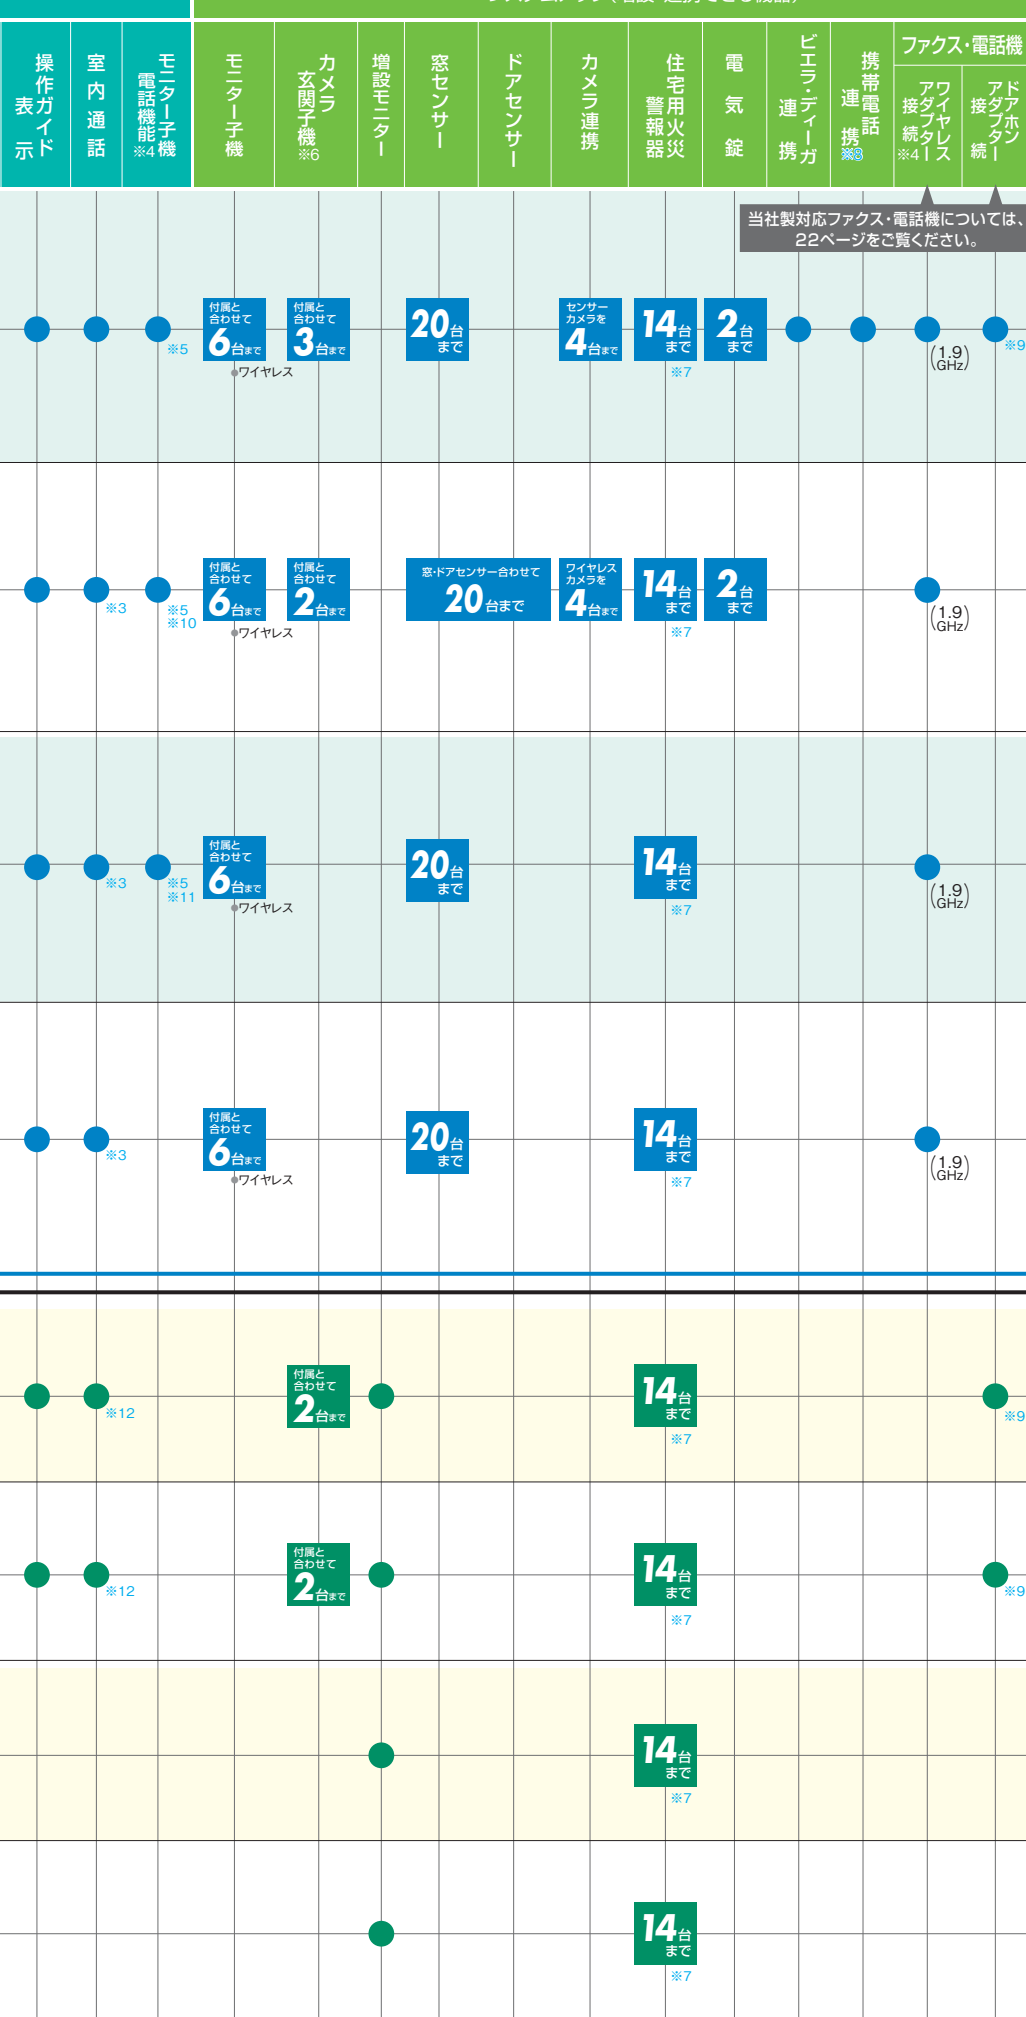 操作ガイド
表示
室内通話
モニター子機
電話機能※4
モニター子機
カメラ
玄関子機※6
増設モニター
窓センサー
ドアセンサー
カメラ連携
住宅用火災
警報器
電気錠
ビエラ・ディーガ
連携
携帯電話
連携※8
ファクス・電話機
ワイヤレス
アダプター
接続※4
ドアホン
アダプター
接続
当社製対応ファクス・電話機については、
22ページをご覧ください。
※5
付属と
合わせて
6台まで
●ワイヤレス
付属と
合わせて
3台まで
20台
まで
センサー
カメラを
4台まで
14台
まで
※7
2台
まで
(1.9
GHz)
※9
※3
※5
※10
付属と
合わせて
6台まで
●ワイヤレス
付属と
合わせて
2台まで
窓・ドアセンサー合わせて
20台まで
ワイヤレス
カメラを
4台まで
14台
まで
※7
2台
まで
(1.9
GHz)
※3
※5
※11
付属と
合わせて
6台まで
●ワイヤレス
20台
まで
14台
まで
※7
(1.9
GHz)
※3
付属と
合わせて
6台まで
●ワイヤレス
20台
まで
14台
まで
※7
(1.9
GHz)
※12
付属と
合わせて
2台まで
14台
まで
※7
※9
※12
付属と
合わせて
2台まで
14台
まで
※7
※9
14台
まで
※7
14台
まで
※7